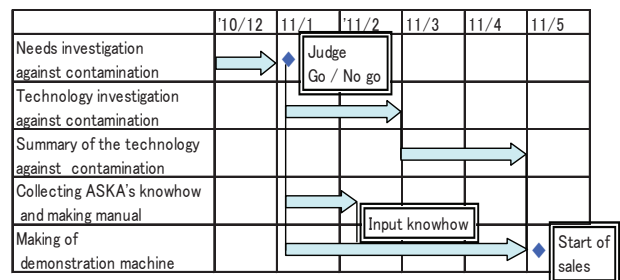 '10/12 11/1 '11/2 11/3 11/4 11/5
Needs investigation
against contamination
Judge
Go / No go
Technology investigation
against contamination
Summary of the technology
against contamination
Collecting ASKA's knowhow
and making manual
Input knowhow
Making of
demonstration machine
Start of
sales